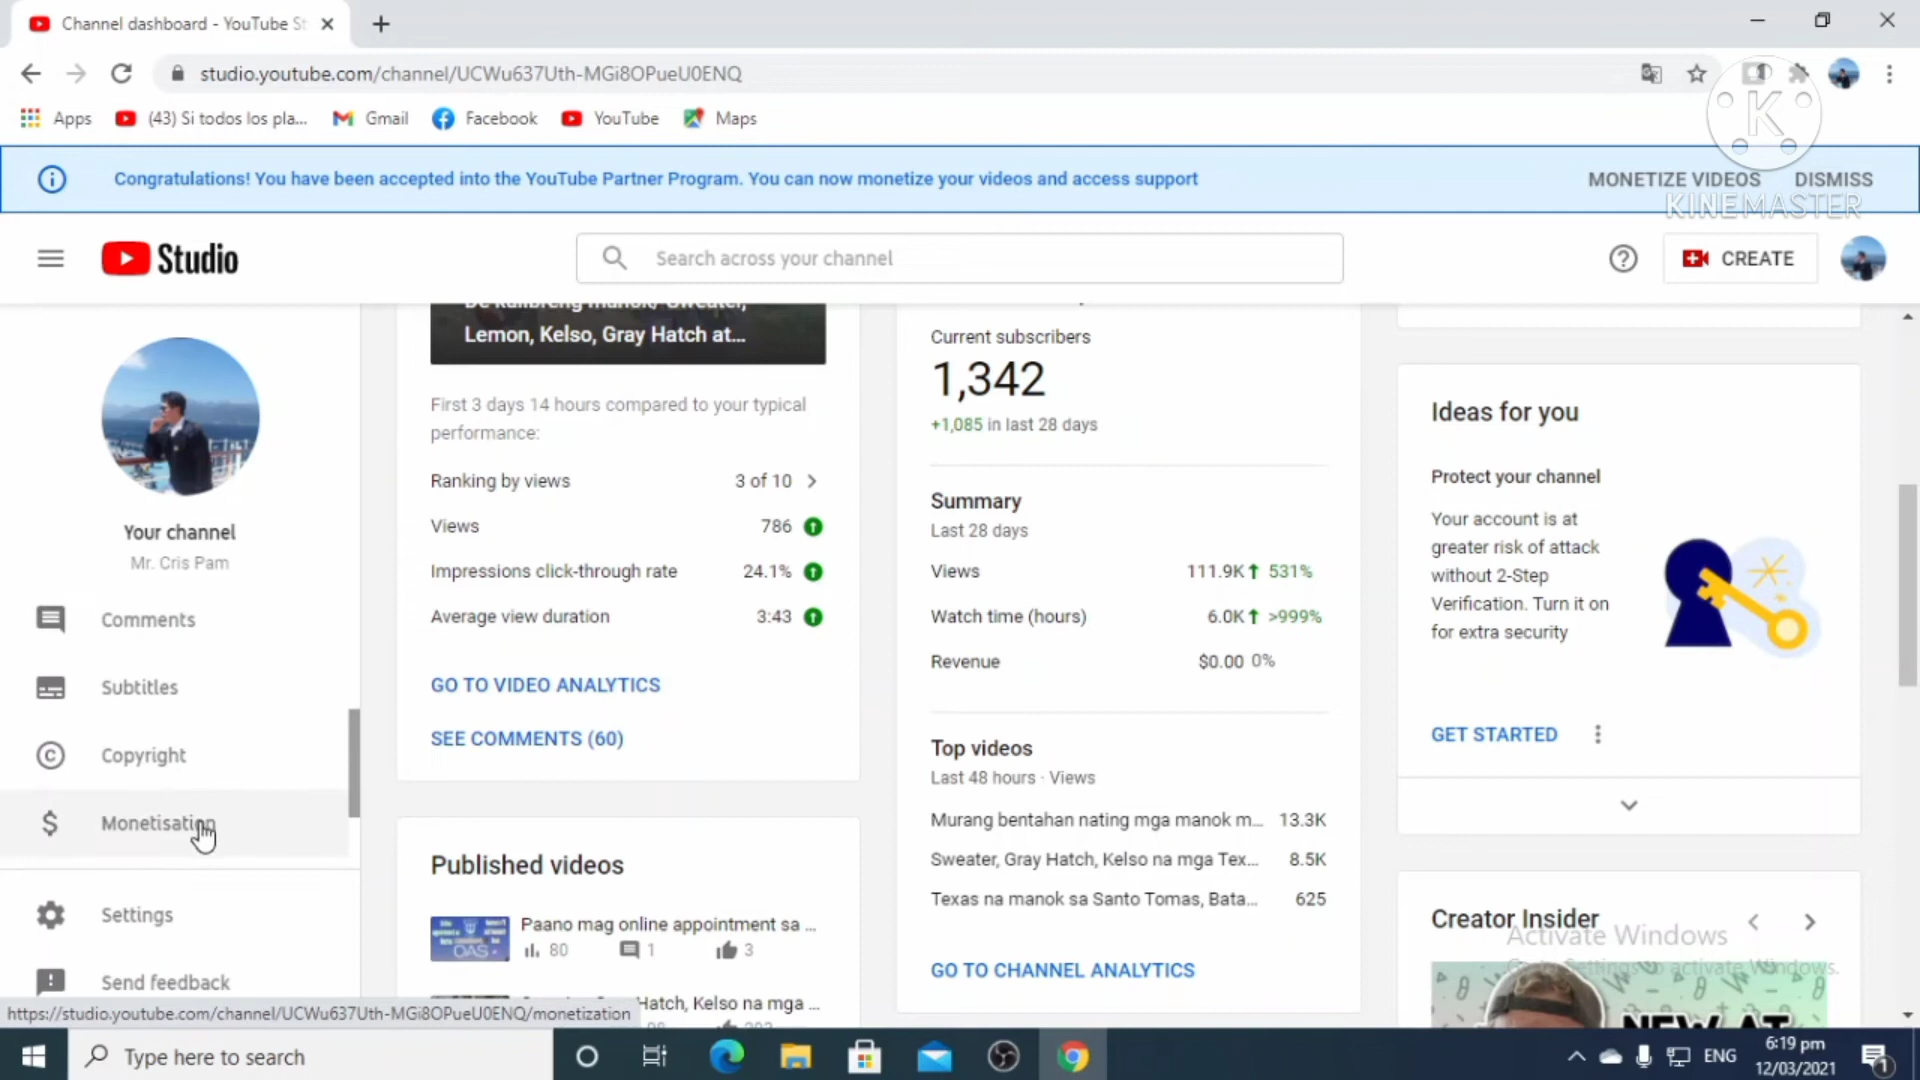 Channel dashboard - YouTube St
studio.youtube.com/channel/UCWu637Uth-MGi8OPueU0ENQ
Apps
(43) Si todos los pla...
Gmail
Facebook
YouTube
Maps
K
KINEMASTER
Congratulations! You have been accepted into the YouTube Partner Program. You can now monetize your videos and access support
MONETIZE VIDEOS
DISMISS
Studio
Search across your channel
CREATE
Your channel
Mr. Cris Pam
Comments
Subtitles
Copyright
Monetisation
Settings
Send feedback
https://studio.youtube.com/channel/UCWu637Uth-MGi8OPueU0ENQ/monetization
Lemon, Kelso, Gray Hatch at...
First 3 days 14 hours compared to your typical
performance:
Ranking by views 3 of 10
Views 786
Impressions click-through rate 24.1%
Average view duration 3:43
GO TO VIDEO ANALYTICS
SEE COMMENTS (60)
Published videos
OAS
Paano mag online appointment sa ...
80 1 3
Hatch, Kelso na mga ...
Current subscribers
1,342
+1,085 in last 28 days
Summary
Last 28 days
Views 111.9K 531%
Watch time (hours) 6.0K >999%
Revenue $0.00 0%
Top videos
Last 48 hours · Views
Murang bentahan nating mga manok m... 13.3K
Sweater, Gray Hatch, Kelso na mga Tex... 8.5K
Texas na manok sa Santo Tomas, Bata... 625
GO TO CHANNEL ANALYTICS
Ideas for you
Protect your channel
Your account is at
greater risk of attack
without 2-Step
Verification. Turn it on
for extra security
GET STARTED
Creator Insider
Activate Windows
Go to Settings to activate Windows.
NEW AT
Type here to search
ENG
6:19 pm
12/03/2021
1